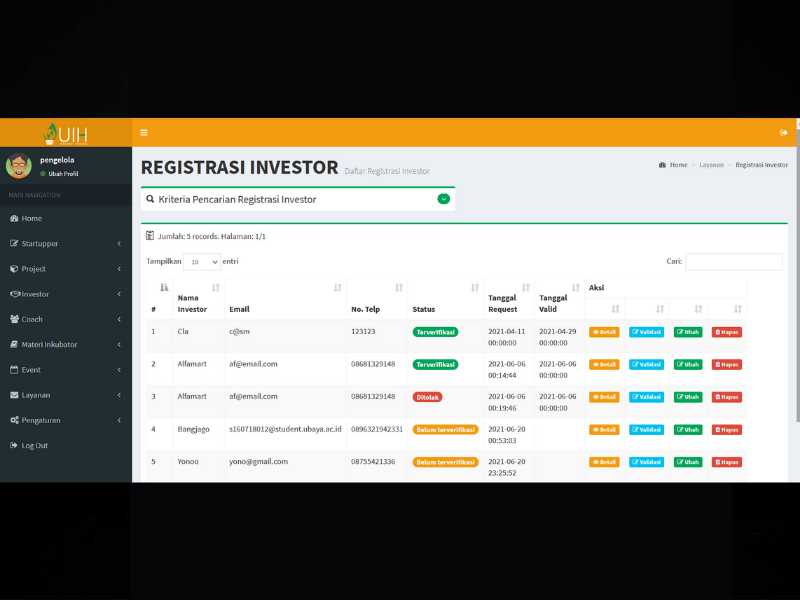 UIH
pengelola
Ubah Profil
MAIN NAVIGATION
Home
Startupper
Project
Investor
Coach
Materi Inkubator
Event
Layanan
Pengaturan
Log Out
REGISTRASI INVESTOR Daftar Registrasi Investor
Home > Layanan > Registrasi Investor
Kriteria Pencarian Registrasi Investor
Jumlah: 5 records. Halaman: 1/1
Tampilkan 10 entri
Cari:
# Nama Investor Email No. Telp Status Tanggal Request Tanggal Valid Aksi
1 Cla c@sm 123123 Terverifikasi 2021-04-11 00:00:00 2021-04-29 00:00:00 Detail Validasi Ubah Hapus
2 Alfamart af@email.com 08681329148 Terverifikasi 2021-06-06 00:14:44 2021-06-06 00:00:00 Detail Validasi Ubah Hapus
3 Alfamart af@email.com 08681329148 Ditolak 2021-06-06 00:19:46 2021-06-06 00:00:00 Detail Validasi Ubah Hapus
4 Bangjago s160718012@student.ubaya.ac.id 0896321942331 Belum terverifikasi 2021-06-20 00:53:03 Detail Validasi Ubah Hapus
5 Yonoo yono@gmail.com 08755421336 Belum terverifikasi 2021-06-20 23:25:52 Detail Validasi Ubah Hapus